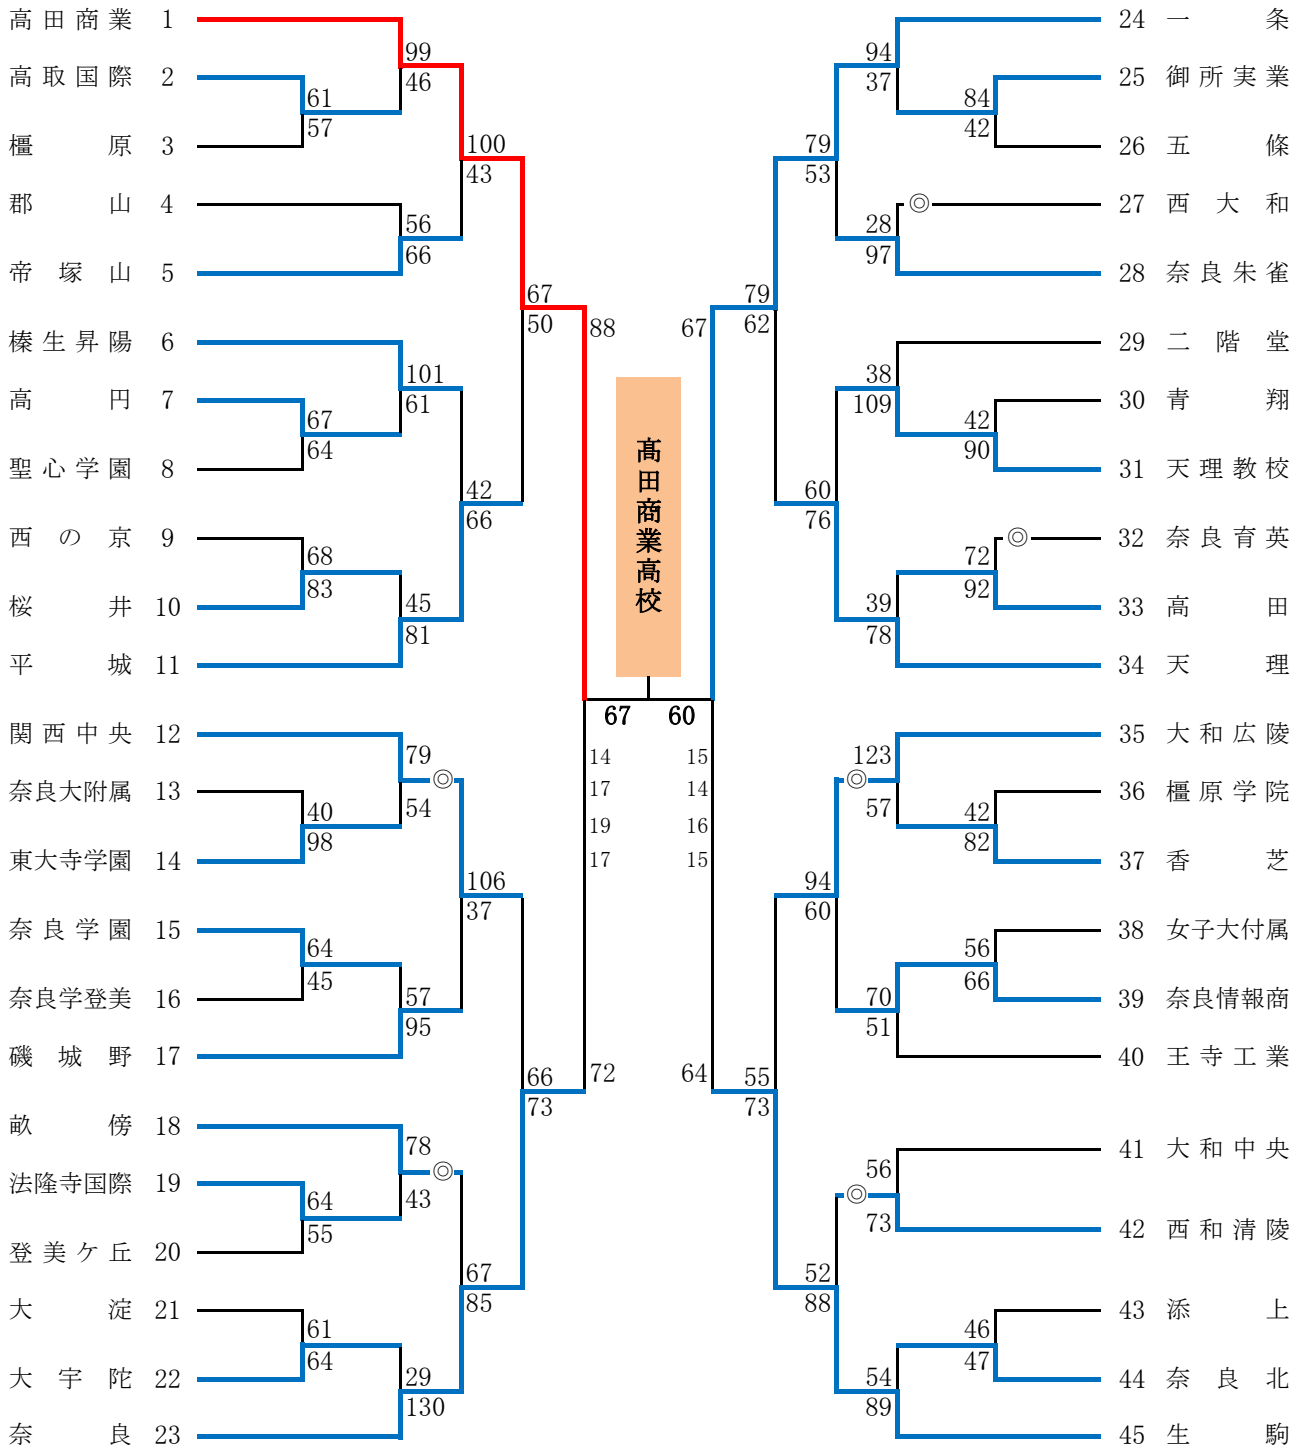 高田商業 1
99
46
高取国際 2
61
57
橿原 3
100
43
郡山 4
56
66
帝塚山 5
67
50
88
榛生昇陽 6
101
61
高円 7
67
64
聖心学園 8
42
66
西の京 9
68
83
桜井 10
45
81
平城 11
関西中央 12
79
◎
54
奈良大附属 13
40
98
東大寺学園 14
106
37
奈良学園 15
64
45
奈良学登美 16
57
95
磯城野 17
66
73
72
畝傍 18
78
◎
43
法隆寺国際 19
64
55
登美ケ丘 20
67
85
大淀 21
61
64
大宇陀 22
29
130
奈良 23
髙田商業高校
67 60
14 15
17 14
19 16
17 15
24 一条
94
37
25 御所実業
84
42
26 五條
79
53
27 西大和
◎
28
97
28 奈良朱雀
79
62
67
29 二階堂
38
109
30 青翔
42
90
31 天理教校
60
76
32 奈良育英
◎
72
92
33 高田
39
78
34 天理
35 大和広陵
123
◎
57
36 橿原学院
42
82
37 香芝
94
60
38 女子大付属
56
66
39 奈良情報商
70
51
40 王寺工業
64
55
73
41 大和中央
56
◎
73
42 西和清陵
52
88
43 添上
46
47
44 奈良北
54
89
45 生駒